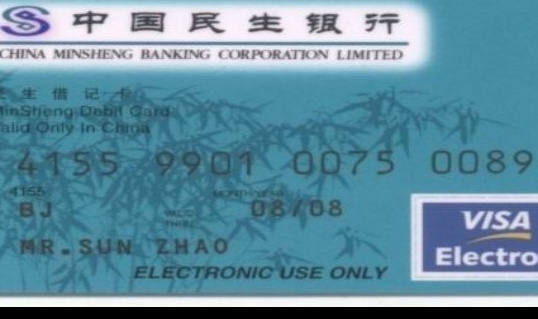 中国民生银行
CHINA MINSHENG BANKING CORPORATION LIMITED
生借记卡
MinSheng Debit Card
Valid Only In China
4155 9901 0075 0089
4155
MONTH/YEAR
BJ VALID THRU 08/08
MR.SUN ZHAO
VISA
Electro
ELECTRONIC USE ONLY